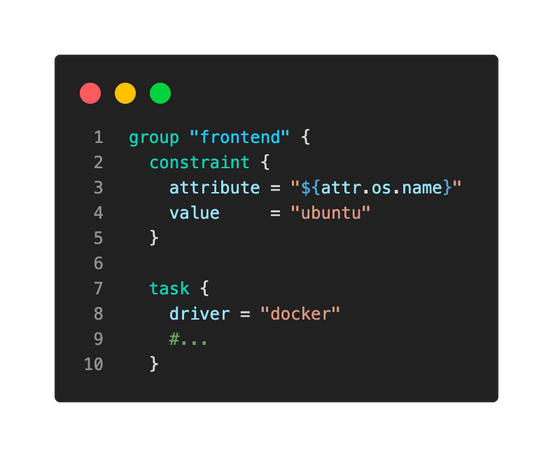 1 group "frontend" {
2   constraint {
3     attribute = "${attr.os.name}"
4     value     = "ubuntu"
5   }
6
7   task {
8     driver = "docker"
9     #...
10   }